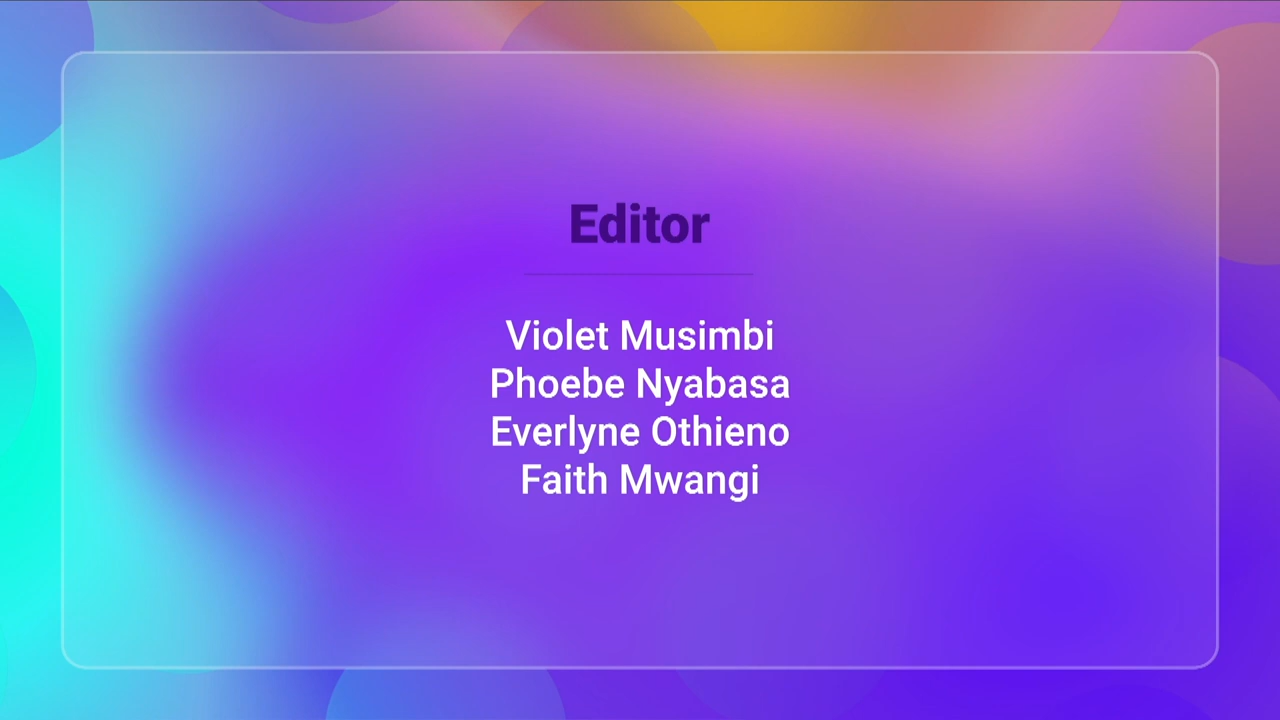 Editor
Violet Musimbi
Phoebe Nyabasa
Everlyne Othieno
Faith Mwangi